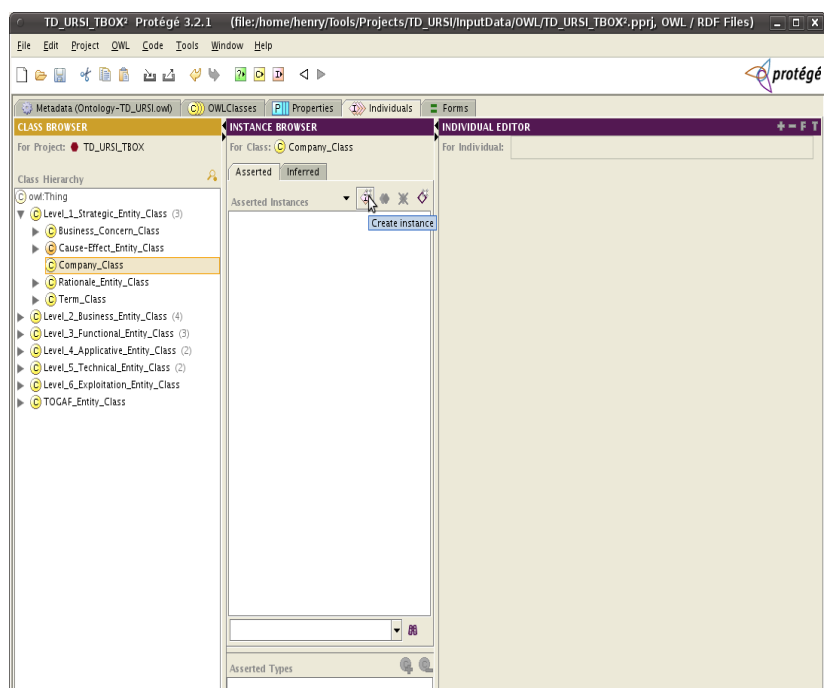 TD_URSI_TBOX² Protégé 3.2.1 (file:/home/henry/Tools/Projects/TD_URSI/InputData/OWL/TD_URSI_TBOX².pprj, OWL / RDF Files)
File Edit Project OWL Code Tools Window Help
protégé
Metadata (Ontology-TD_URSI.owl) OWLClasses Properties Individuals Forms
CLASS BROWSER
For Project: TD_URSI_TBOX
Class Hierarchy
owl:Thing
Level_1_Strategic_Entity_Class (3)
Business_Concern_Class
Cause-Effect_Entity_Class
Company_Class
Rationale_Entity_Class
Term_Class
Level_2_Business_Entity_Class (4)
Level_3_Functional_Entity_Class (3)
Level_4_Applicative_Entity_Class (2)
Level_5_Technical_Entity_Class (2)
Level_6_Exploitation_Entity_Class
TOGAF_Entity_Class
INSTANCE BROWSER
For Class: Company_Class
Asserted Inferred
Asserted Instances
Create instance
Asserted Types
INDIVIDUAL EDITOR
+ − F T
For Individual: